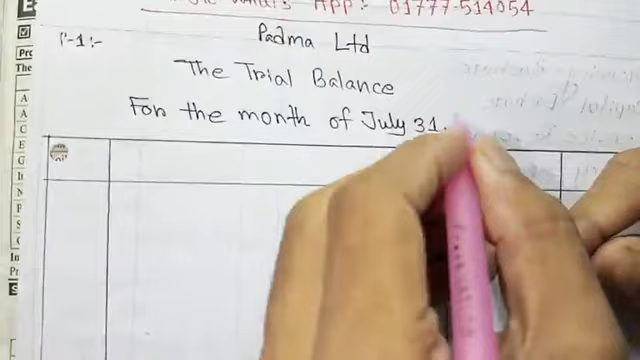 APP:- 01777-514054
P-1:-
Padma Ltd
The Trial Balance
For the month of July 31.